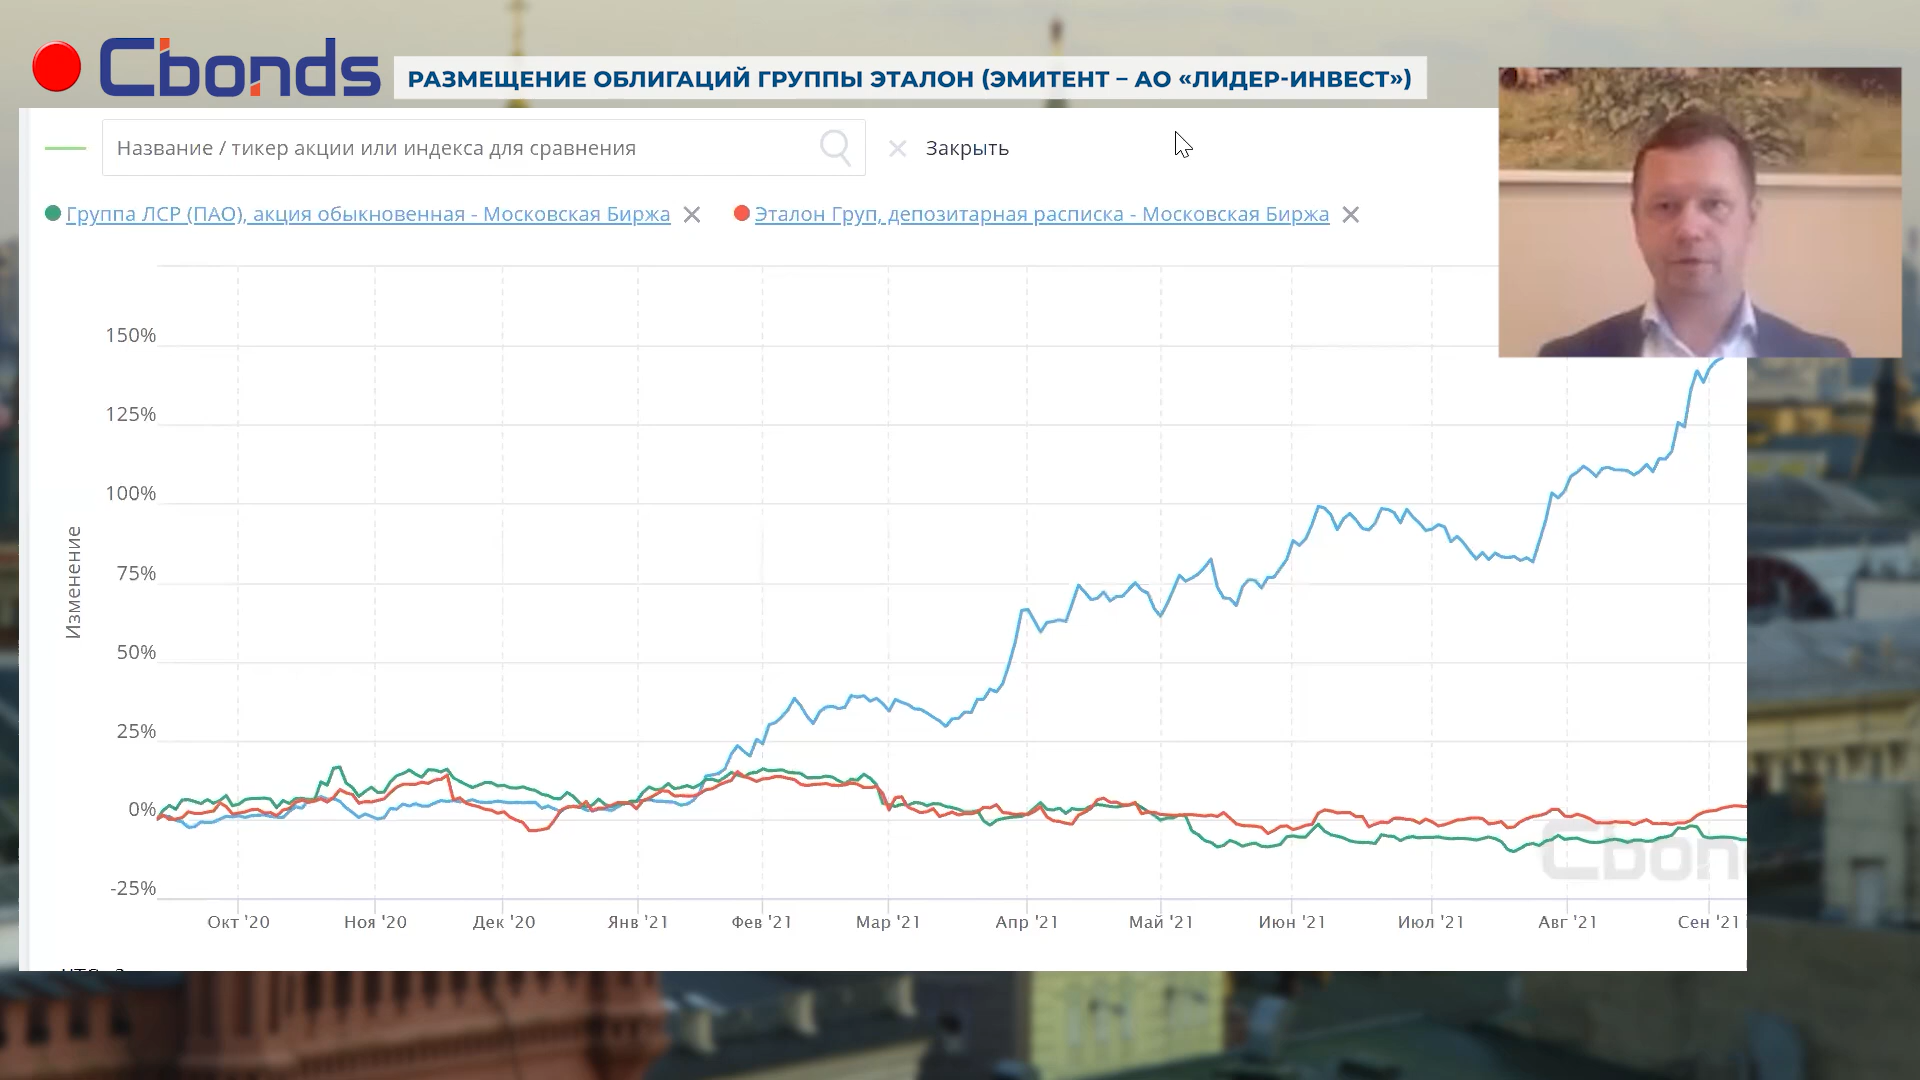 Cbonds
РАЗМЕЩЕНИЕ ОБЛИГАЦИЙ ГРУППЫ ЭТАЛОН (ЭМИТЕНТ – АО «ЛИДЕР-ИНВЕСТ»)
Название / тикер акции или индекса для сравнения
Закрыть
Группа ЛСР (ПАО), акция обыкновенная - Московская Биржа
Эталон Груп, депозитарная расписка - Московская Биржа
150%
125%
100%
75%
50%
25%
0%
-25%
Изменение
Cbon
Окт '20 Ноя '20 Дек '20 Янв '21 Фев '21 Мар '21 Апр '21 Май '21 Июн '21 Июл '21 Авг '21 Сен '21